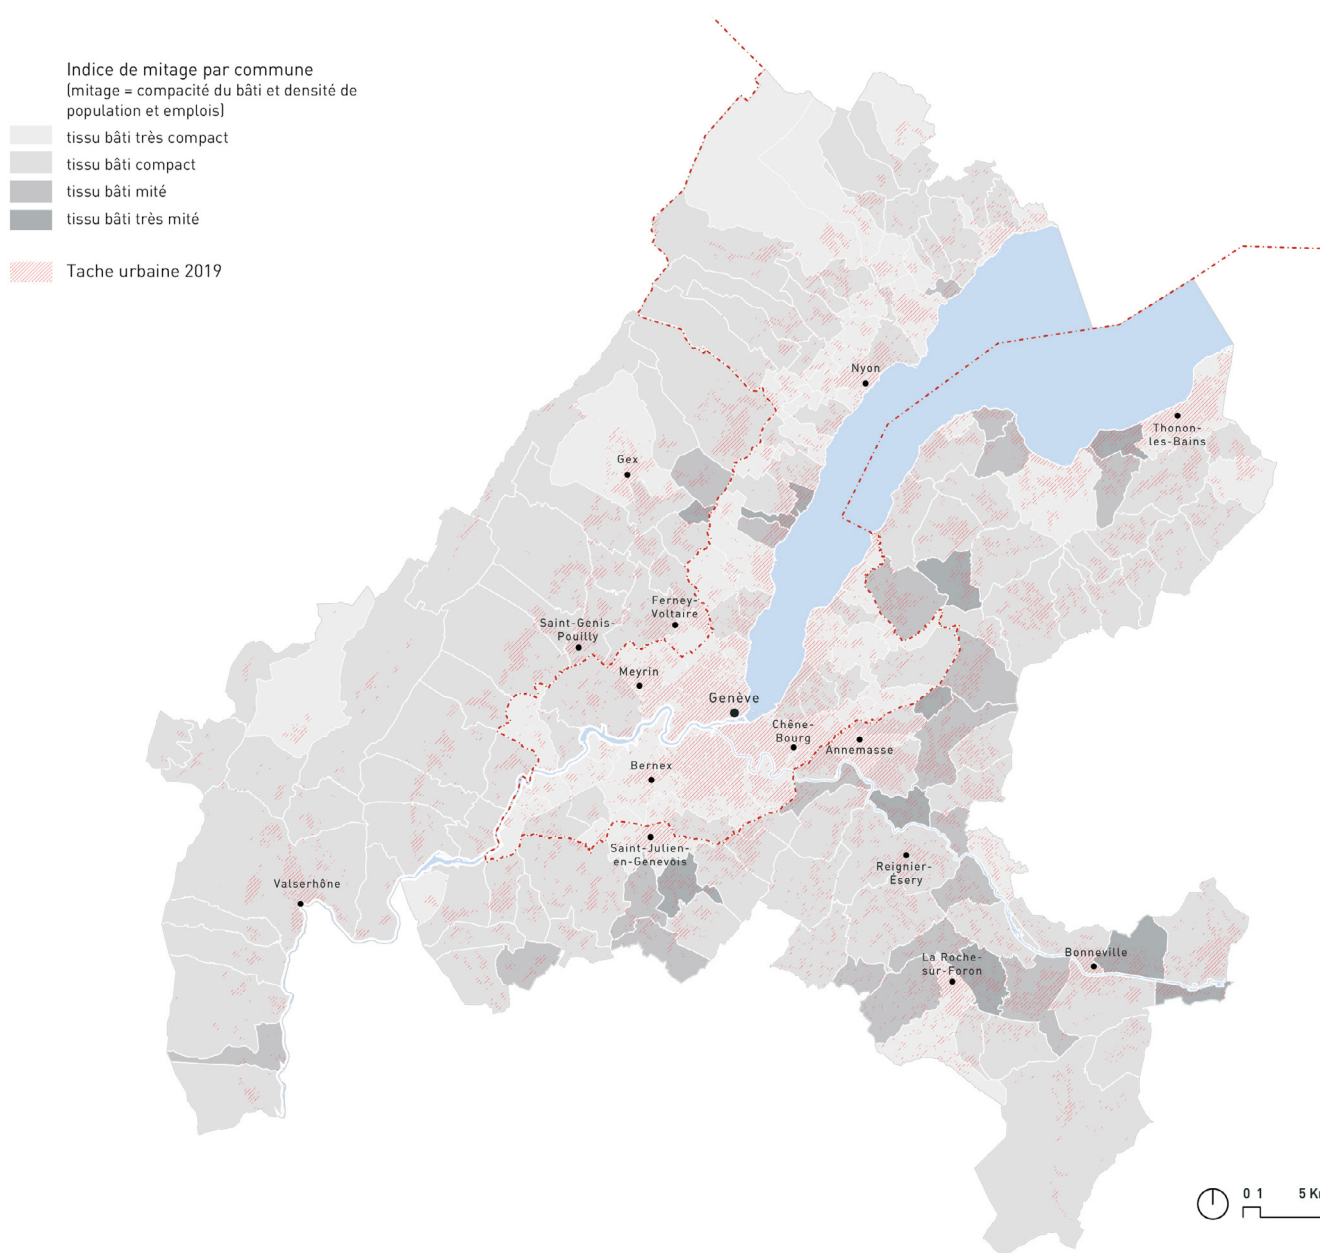 Indice de mitage par commune
(mitage = compacité du bâti et densité de
population et emplois)
tissu bâti très compact
tissu bâti compact
tissu bâti mité
tissu bâti très mité
Tache urbaine 2019
Nyon
Thonon-
les-Bains
Gex
Ferney-
Voltaire
Saint-Genis-
Pouilly
Meyrin
Genève
Chêne-
Bourg
Annemasse
Bernex
Saint-Julien-
en-Genevois
Reignier-
Ésery
Valserhône
La Roche-
sur-Foron
Bonneville
0 1 5 Km